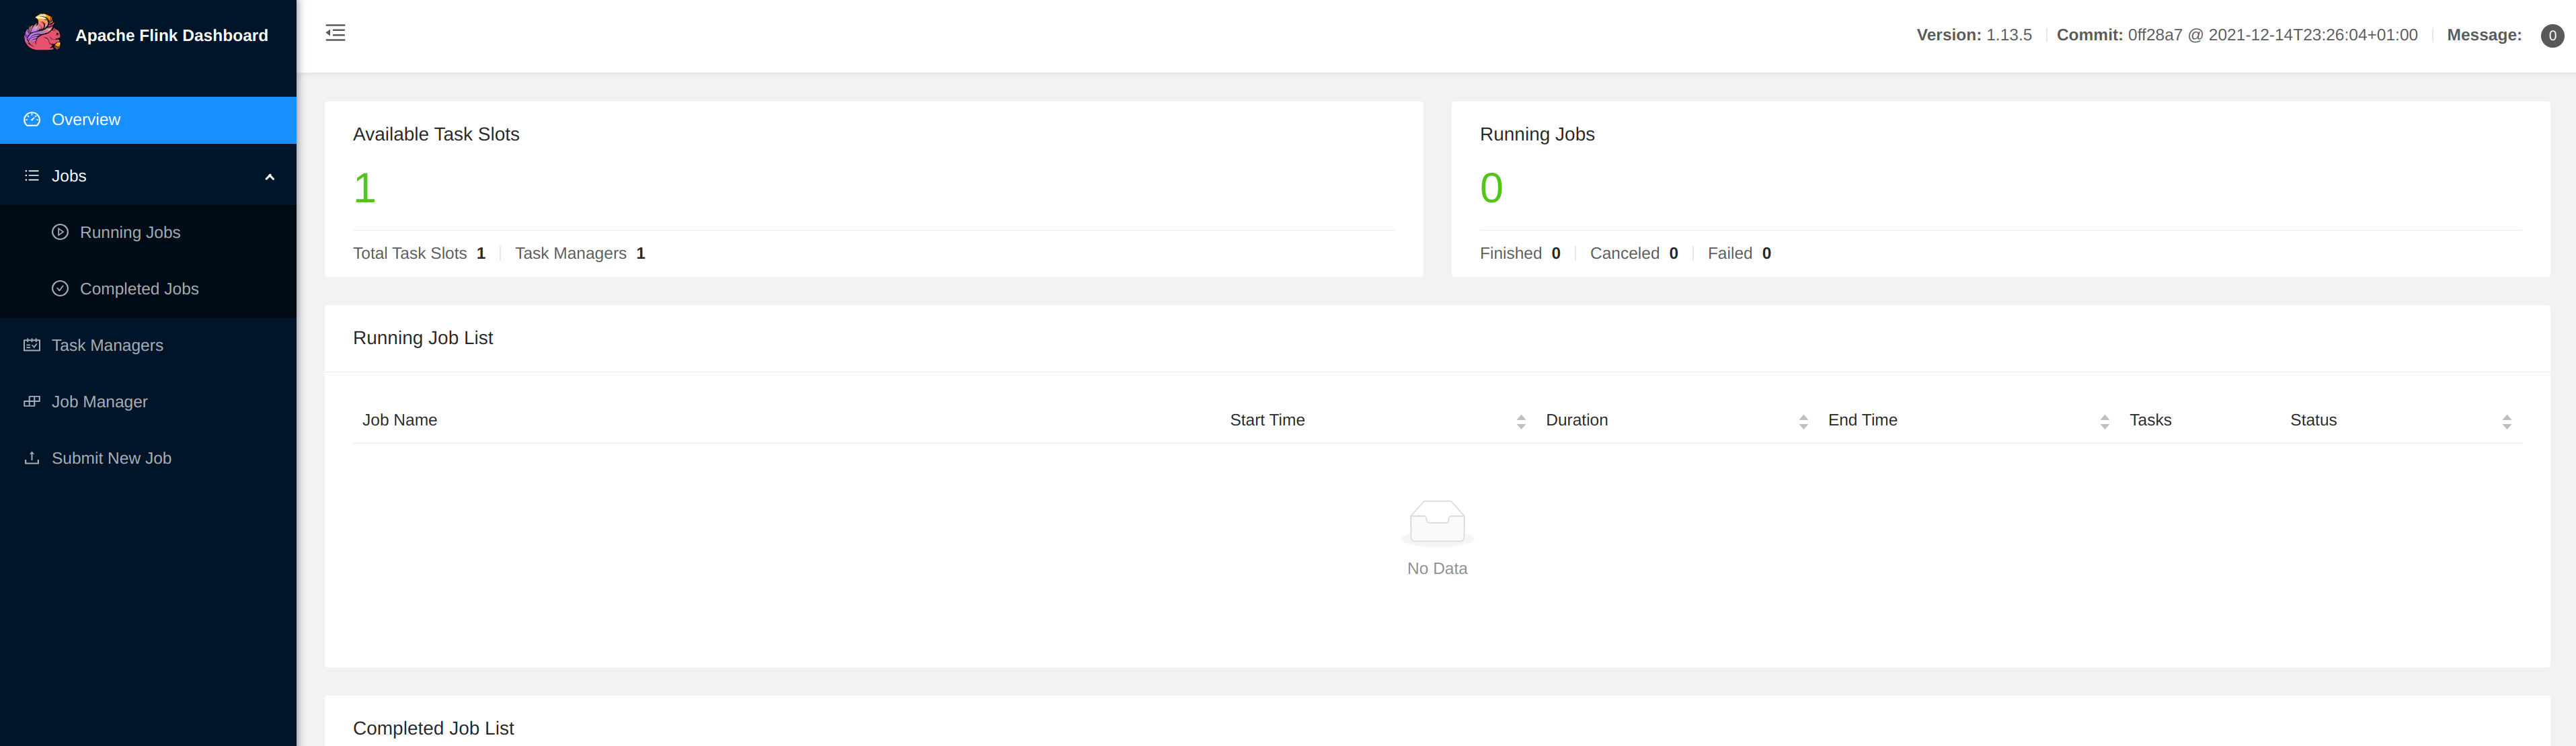 Apache Flink Dashboard
Version: 1.13.5 Commit: 0ff28a7 @ 2021-12-14T23:26:04+01:00 Message: 0
Overview
Jobs
Running Jobs
Completed Jobs
Task Managers
Job Manager
Submit New Job
Available Task Slots
1
Total Task Slots 1 Task Managers 1
Running Jobs
0
Finished 0 Canceled 0 Failed 0
Running Job List
Job Name Start Time Duration End Time Tasks Status
No Data
Completed Job List